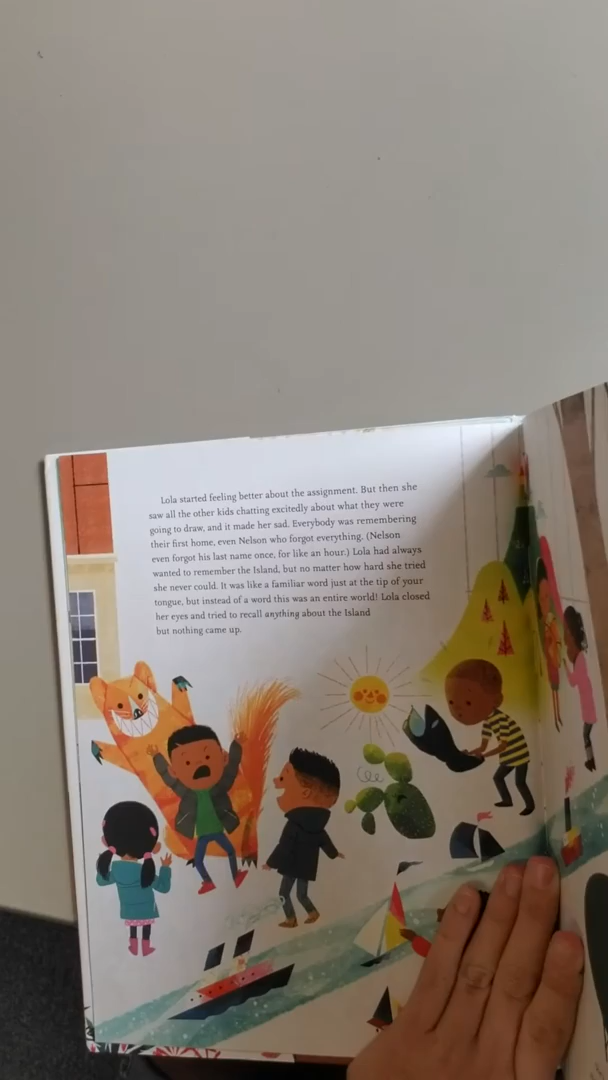 Lola started feeling better about the assignment. But then she
saw all the other kids chatting excitedly about what they were
going to draw, and it made her sad. Everybody was remembering
their first home, even Nelson who forgot everything. (Nelson
even forgot his last name once, for like an hour.) Lola had always
wanted to remember the Island, but no matter how hard she tried
she never could. It was like a familiar word just at the tip of your
tongue, but instead of a word this was an entire world! Lola closed
her eyes and tried to recall anything about the Island
but nothing came up.